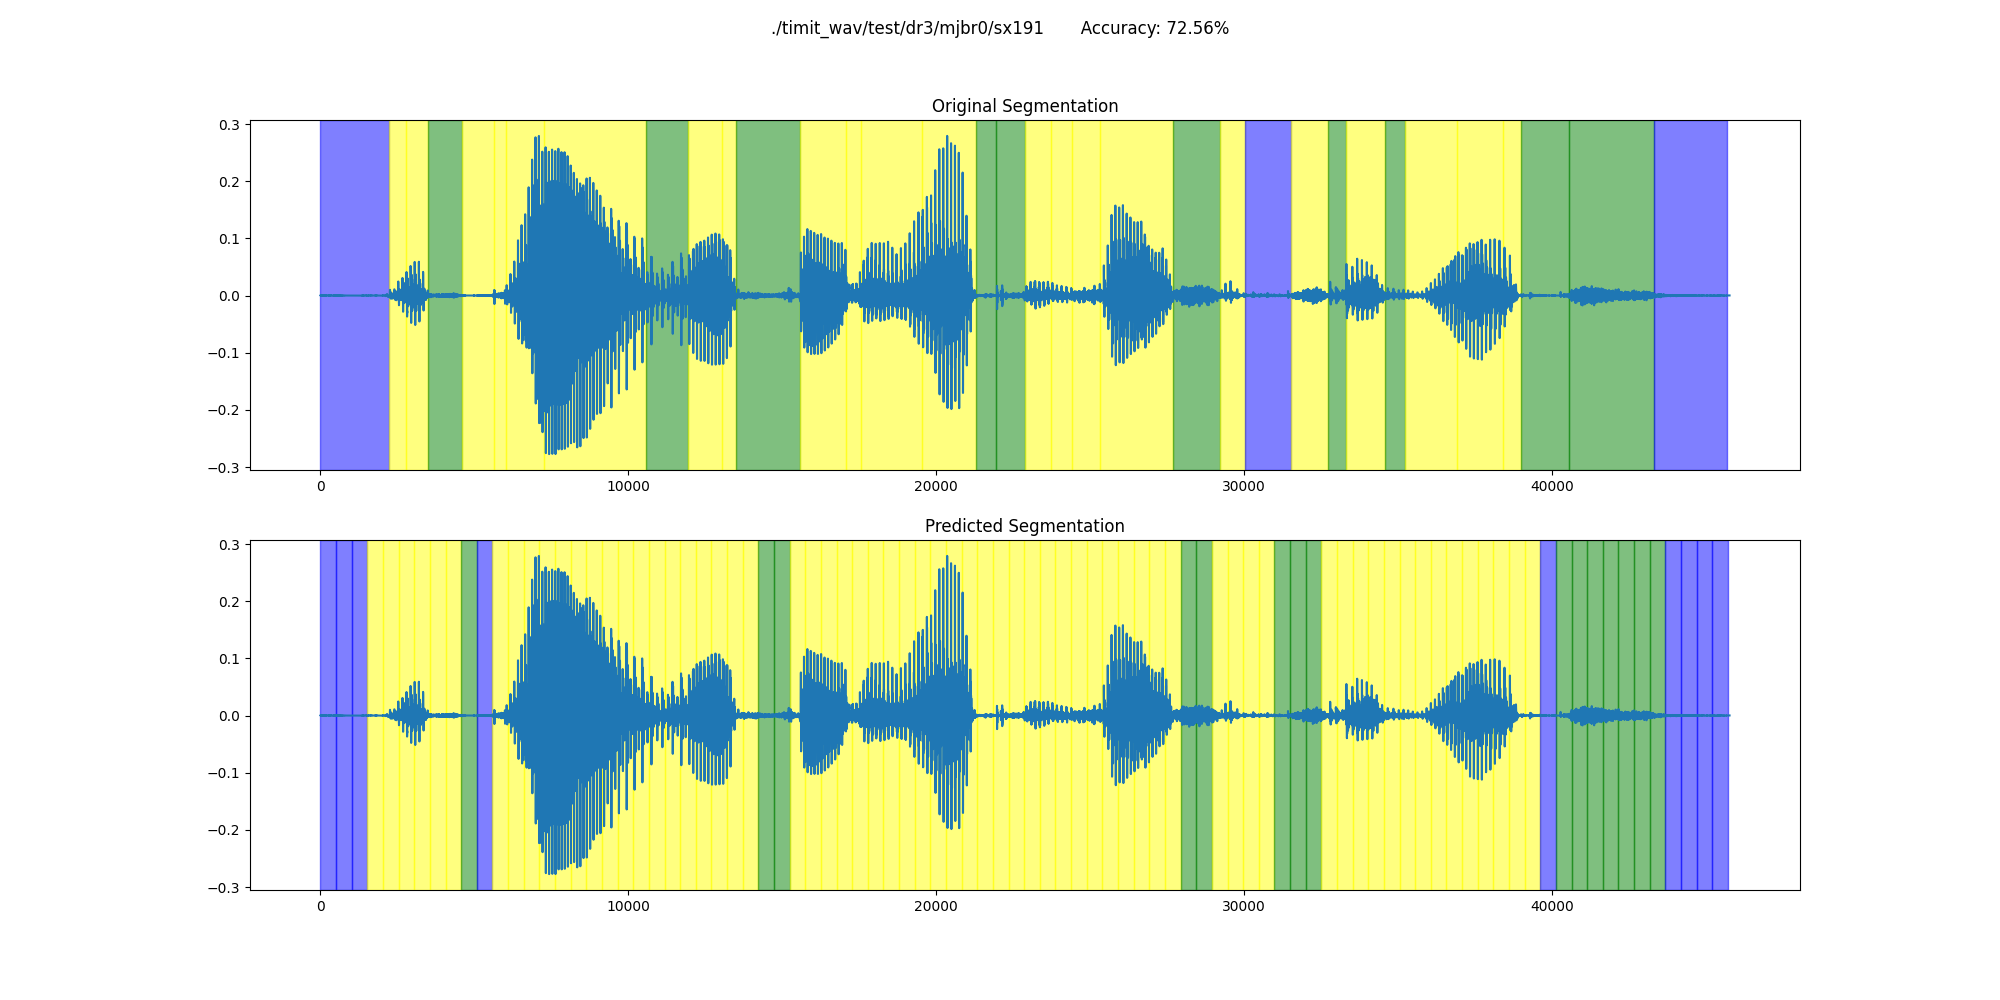 ./timit_wav/test/dr3/mjbr0/sx191 Accuracy: 72.56%
Original Segmentation
0.3
0.2
0.1
0.0
−0.1
−0.2
−0.3
0 10000 20000 30000 40000
Predicted Segmentation
0.3
0.2
0.1
0.0
−0.1
−0.2
−0.3
0 10000 20000 30000 40000